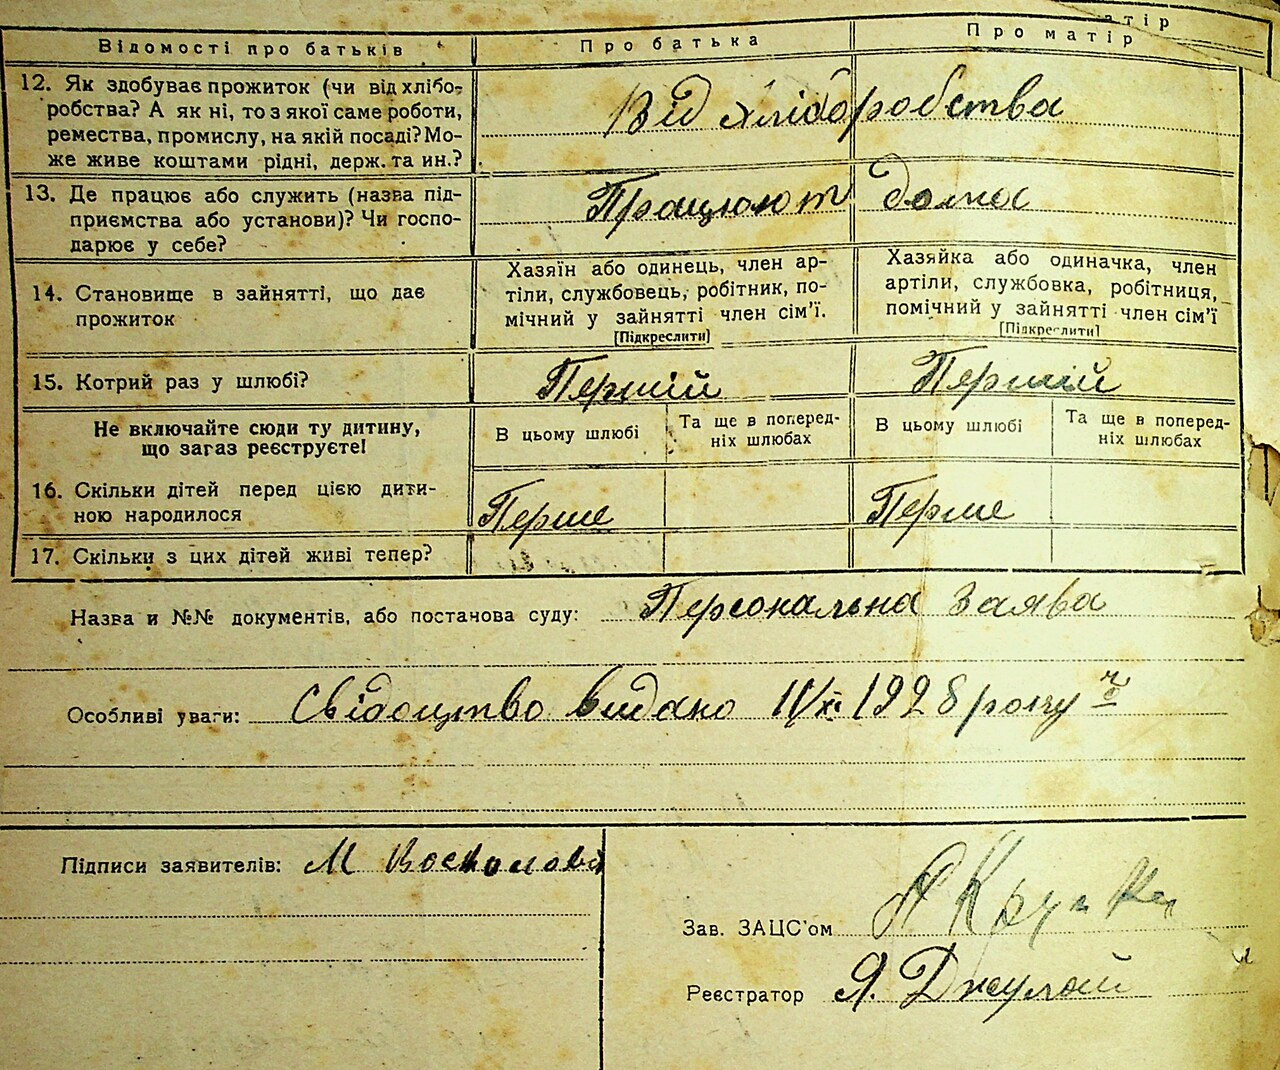 Відомості про батьків
Про батька
Про матір
атір
12. Як здобуває прожиток (чи від хлібо-
робства? А як ні, то з якої саме роботи,
ремества, промислу, на якій посаді? Мо-
же живе коштами рідні, держ. та ин.?
Від хліборобства
13. Де працює або служить (назва під-
приємства або установи)? Чи госпо-
дарює у себе?
Працюют дома
14. Становище в зайнятті, що дає
прожиток
Хазяїн або одинець, член ар-
тіли, службовець, робітник, по-
мічний у зайнятті член сім'ї.
[Підкреслити]
Хазяйка або одиначка, член
артіли, службовка, робітниця,
помічний у зайнятті член сім'ї
[Підкреслити]
15. Котрий раз у шлюбі?
Перший
Перший
Не включайте сюди ту дитину,
що загаз реєструєте!
В цьому шлюбі
Та ще в поперед-
ніх шлюбах
В цьому шлюбі
Та ще в поперед-
ніх шлюбах
16. Скільки дітей перед цією дити-
ною народилося
Перше
Перше
17. Скільки з цих дітей живі тепер?
Назва и №№ документів, або постанова суду: Персональна Заява
Особливі уваги: Свідоцтво видано 1928 року
Підписи заявителів: М
Зав. ЗАЦС'ом
Реєстратор Я. Джулай